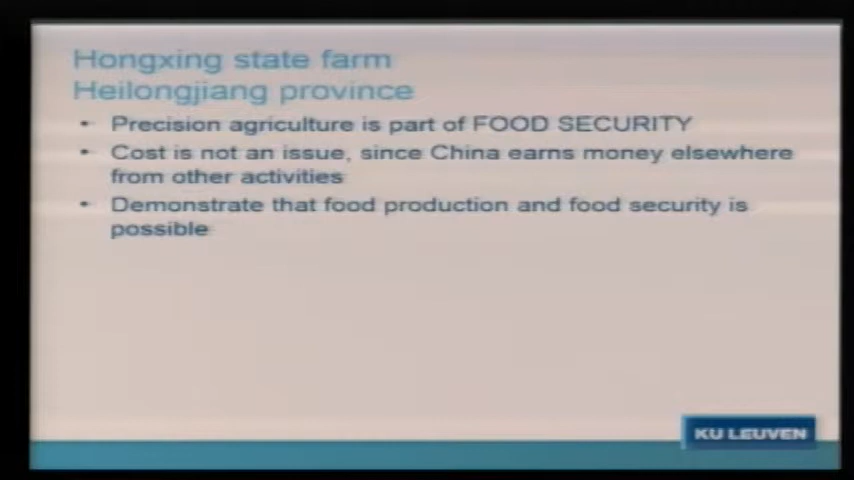 Hongxing state farm
Heilongjiang province
• Precision agriculture is part of FOOD SECURITY
• Cost is not an issue, since China earns money elsewhere
from other activities
• Demonstrate that food production and food security is
possible
KU LEUVEN